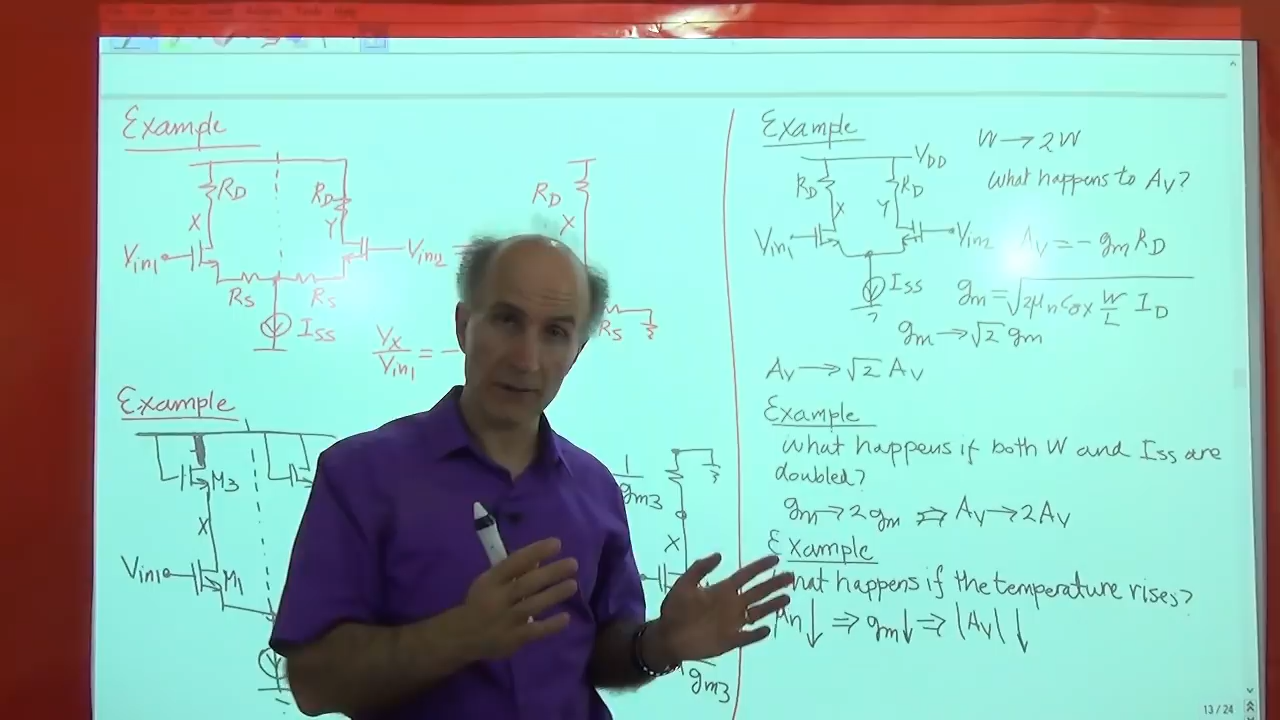 Example
RD
RD
X
Y
Vin1
Vin2
RS
RS
ISS
RD
X
RS
VX/Vin1 = −
Example
M3
X
Vin1
M1
1/gm3
X
gm3
Example
W → 2W
VDD
What happens to AV?
RD
RD
X
Y
Vin1
Vin2
AV = − gm RD
ISS
gm = √(2μn Cox W/L ID)
gm → √2 gm
AV → √2 AV
Example
What happens if both W and ISS are
doubled?
gm → 2gm ⇒ AV → 2AV
Example
What happens if the temperature rises?
μn ↓ ⇒ gm ↓ ⇒ |AV| ↓
13 / 24